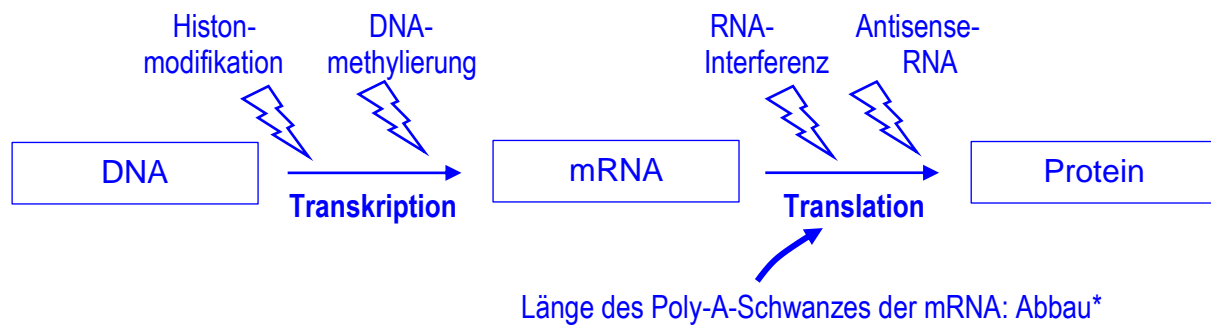 Histon-
modifikation
DNA-
methylierung
RNA-
Interferenz
Antisense-
RNA
DNA
Transkription
mRNA
Translation
Protein
Länge des Poly-A-Schwanzes der mRNA: Abbau*